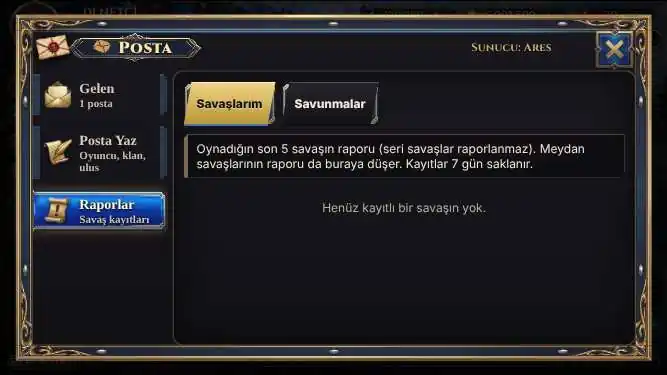 POSTA
SUNUCU: ARES
Gelen
1 posta
Posta Yaz
Oyuncu, klan,
ulus
Raporlar
Savaş kayıtları
Savaşlarım
Savunmalar
Oynadığın son 5 savaşın raporu (seri savaşlar raporlanmaz). Meydan
savaşlarının raporu da buraya düşer. Kayıtlar 7 gün saklanır.
Henüz kayıtlı bir savaşın yok.